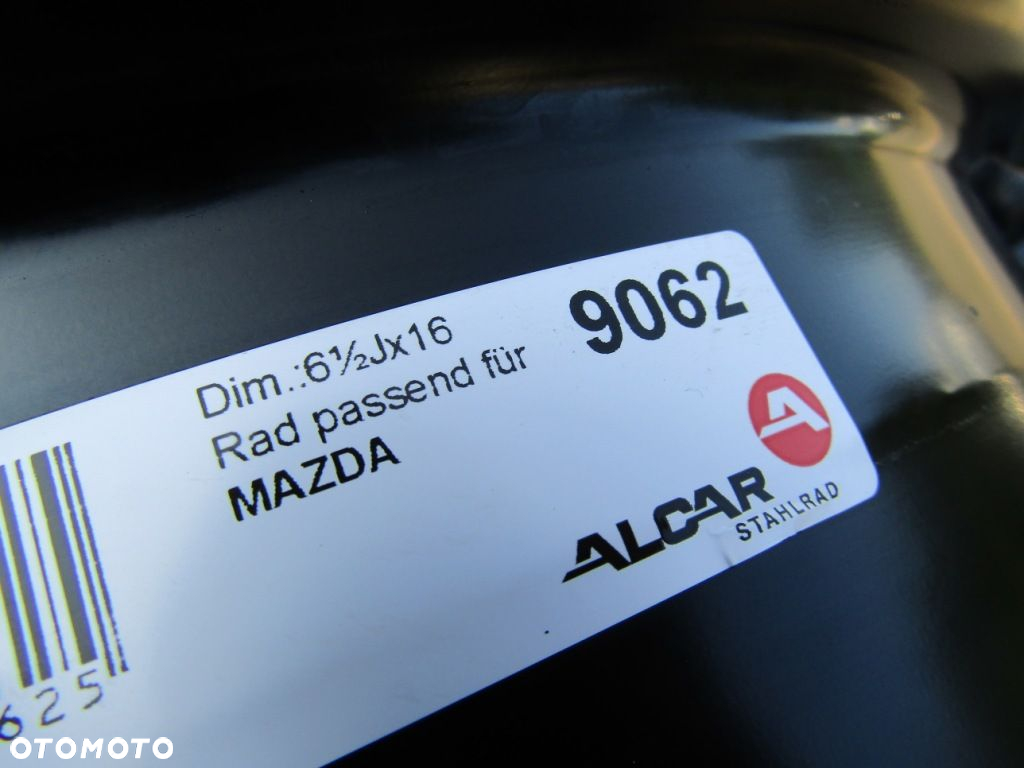 Dim.:6½Jx16
9062
Rad passend für
MAZDA
ALCAR
STAHLRAD
625
OTOMOTO